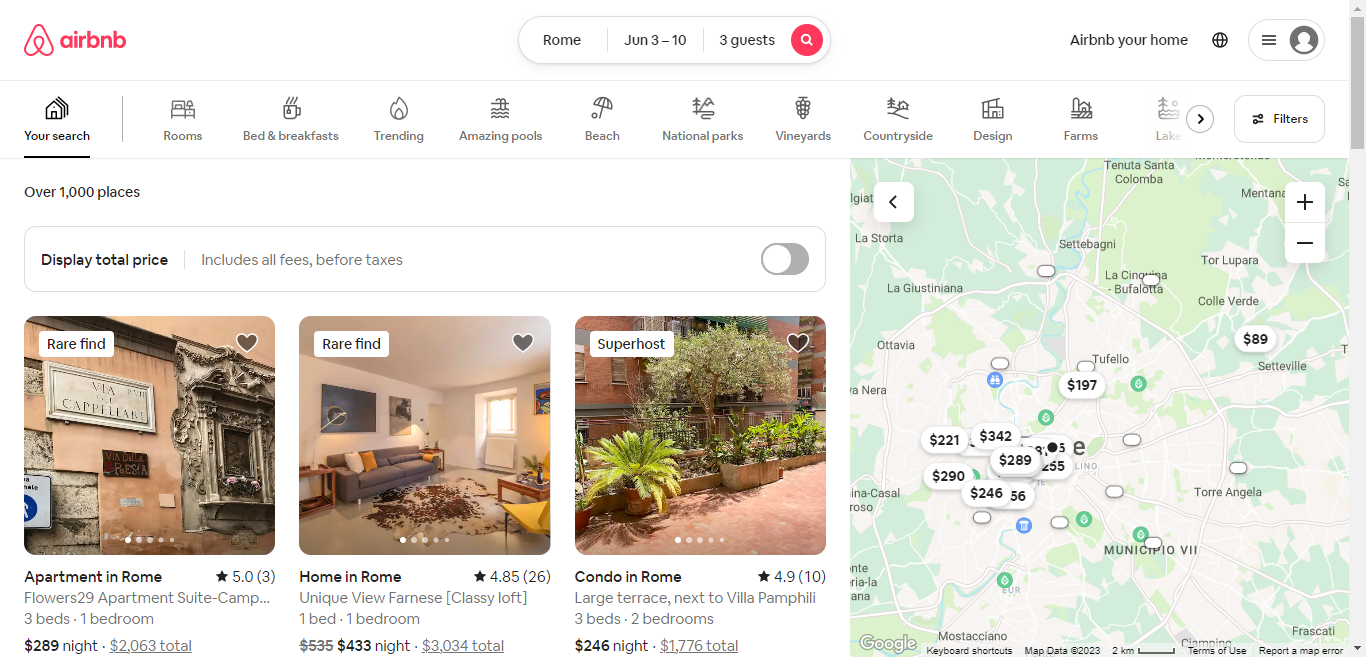 airbnb
Rome
Jun 3 – 10
3 guests
Airbnb your home
Your search
Rooms
Bed & breakfasts
Trending
Amazing pools
Beach
National parks
Vineyards
Countryside
Design
Farms
Lake
Filters
Over 1,000 places
Display total price
Includes all fees, before taxes
Rare find
VIA
CAPPELLARI
VIA DELLA
POESIA
Apartment in Rome
5.0 (3)
Flowers29 Apartment Suite-Camp...
3 beds · 1 bedroom
$289 night · $2,063 total
Rare find
Home in Rome
4.85 (26)
Unique View Farnese [Classy loft]
1 bed · 1 bedroom
$535 $433 night · $3,034 total
Superhost
Condo in Rome
4.9 (10)
Large terrace, next to Villa Pamphili
3 beds · 2 bedrooms
$246 night · $1,776 total
Tenuta Santa
Colomba
Mentana
La Storta
Settebagni
Tor Lupara
La Cinquina
- Bufalotta
La Giustiniana
Colle Verde
$89
Ottavia
Tufello
Setteville
$197
$221
$342
$289
$290
$246
Torre Angela
MUNICIPIO VII
EUR
Mostacciano
Frascati
Ciampino
Google
Keyboard shortcuts
Map Data ©2023
2 km
Terms of Use
Report a map error